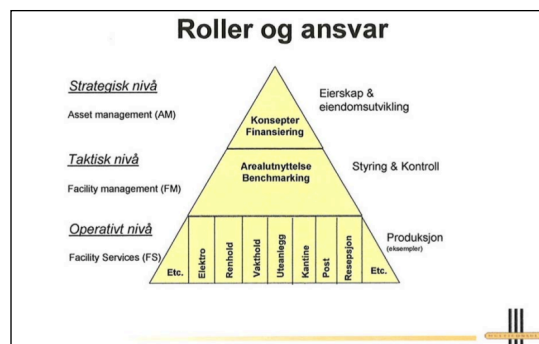 Roller og ansvar
Strategisk nivå
Asset management (AM)
Konsepter
Finansiering
Eierskap &
eiendomsutvikling
Taktisk nivå
Facility management (FM)
Arealutnyttelse
Benchmarking
Styring & Kontroll
Operativt nivå
Facility Services (FS)
Etc.
Elektro
Renhold
Vakthold
Uteanlegg
Kantine
Post
Resepsjon
Etc.
Produksjon
(eksempler)